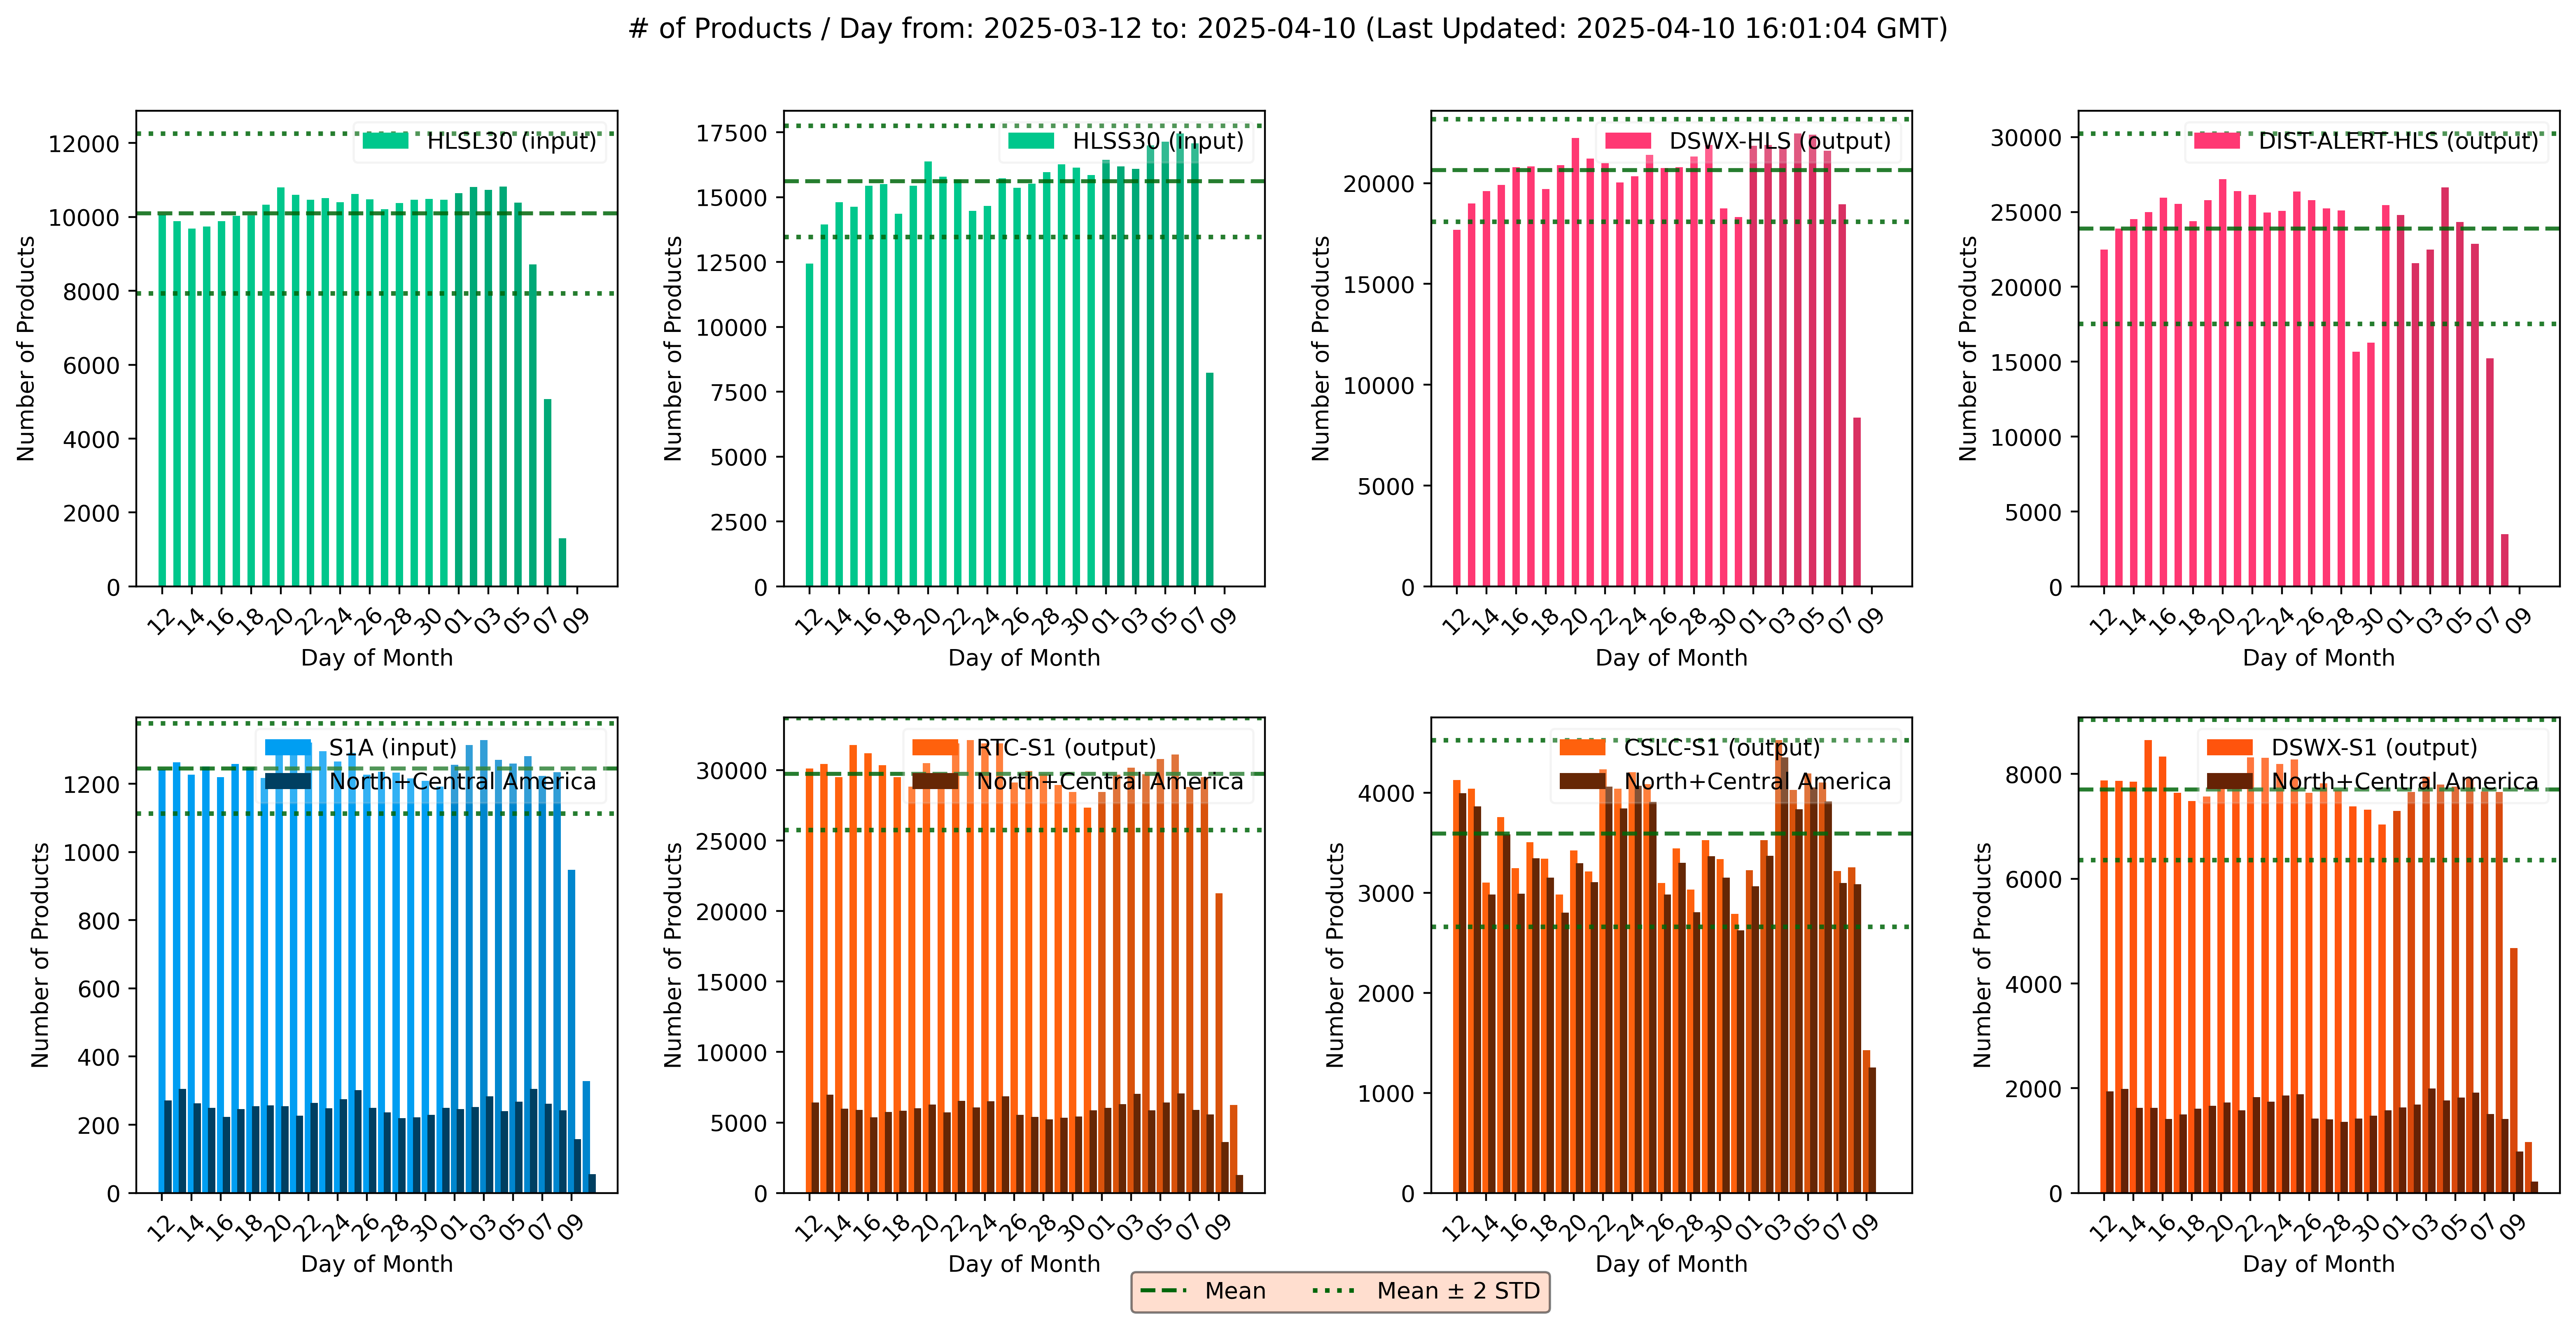 # of Products / Day from: 2025-03-12 to: 2025-04-10 (Last Updated: 2025-04-10 16:01:04 GMT)
Number of Products
12000
10000
8000
6000
4000
2000
0
HLSL30 (input)
12 14 16 18 20 22 24 26 28 30 01 03 05 07 09
Day of Month
Number of Products
17500
15000
12500
10000
7500
5000
2500
0
HLSS30 (input)
12 14 16 18 20 22 24 26 28 30 01 03 05 07 09
Day of Month
Number of Products
20000
15000
10000
5000
0
DSWX-HLS (output)
12 14 16 18 20 22 24 26 28 30 01 03 05 07 09
Day of Month
Number of Products
30000
25000
20000
15000
10000
5000
0
DIST-ALERT-HLS (output)
12 14 16 18 20 22 24 26 28 30 01 03 05 07 09
Day of Month
Number of Products
1200
1000
800
600
400
200
0
S1A (input)
North+Central America
12 14 16 18 20 22 24 26 28 30 01 03 05 07 09
Day of Month
Number of Products
30000
25000
20000
15000
10000
5000
0
RTC-S1 (output)
North+Central America
12 14 16 18 20 22 24 26 28 30 01 03 05 07 09
Day of Month
Number of Products
4000
3000
2000
1000
0
CSLC-S1 (output)
North+Central America
12 14 16 18 20 22 24 26 28 30 01 03 05 07 09
Day of Month
Number of Products
8000
6000
4000
2000
0
DSWX-S1 (output)
North+Central America
12 14 16 18 20 22 24 26 28 30 01 03 05 07 09
Day of Month
Mean
Mean ± 2 STD